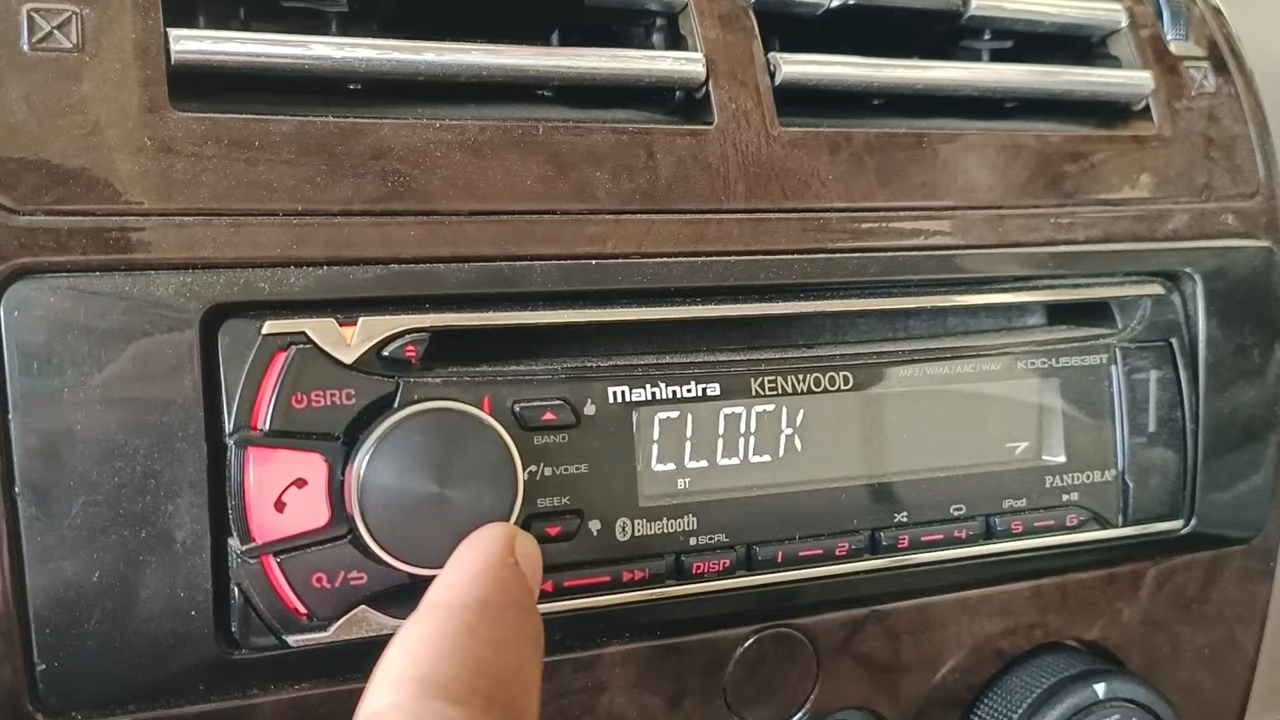 SRC
BAND
VOICE
SEEK
Mahindra KENWOOD MP3/WMA/AAC/WAV KDC-U563BT
CLOCK
BT
PANDORA
Bluetooth
SCRL
iPod
DISP 1 2 3 4 5 6